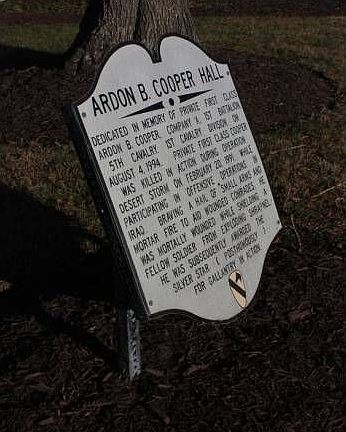 ARDON B. COOPER HALL
DEDICATED IN MEMORY OF PRIVATE FIRST CLASS
ARDON B. COOPER COMPANY A, 1ST BATTALION
5TH CAVALRY 1ST CAVALRY DIVISION ON
AUGUST 4, 1994. PRIVATE FIRST CLASS COOPER
WAS KILLED IN ACTION DURING OPERATION
DESERT STORM ON FEBRUARY 20, 1991, WHILE
PARTICIPATING IN OFFENSIVE OPERATIONS IN
IRAQ. BRAVING A HAIL OF SMALL ARMS AND
MORTAR FIRE TO AID WOUNDED COMRADES, HE
WAS MORTALLY WOUNDED WHILE SHIELDING A
FELLOW SOLDIER FROM EXPLODING SHRAPNEL.
HE WAS SUBSEQUENTLY AWARDED THE
SILVER STAR ( POSTHUMOUSLY )
FOR GALLANTRY IN ACTION